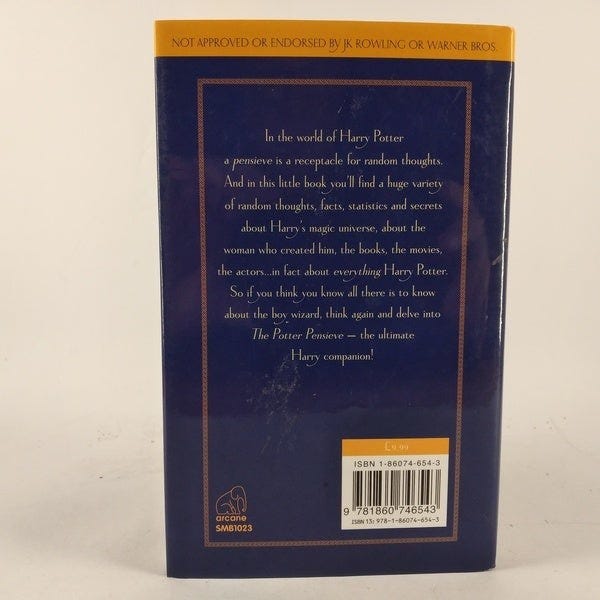 NOT APPROVED OR ENDORSED BY JK ROWLING OR WARNER BROS.
In the world of Harry Potter
a pensieve is a receptacle for random thoughts.
And in this little book you'll find a huge variety
of random thoughts, facts, statistics and secrets
about Harry's magic universe, about the
woman who created him, the books, the movies,
the actors...in fact about everything Harry Potter.
So if you think you know all there is to know
about the boy wizard, think again and delve into
The Potter Pensieve – the ultimate
Harry companion!
£9.99
ISBN 1-86074-654-3
9 781860 746543
ISBN 13: 978-1-86074-654-3
arcane
SMB1023